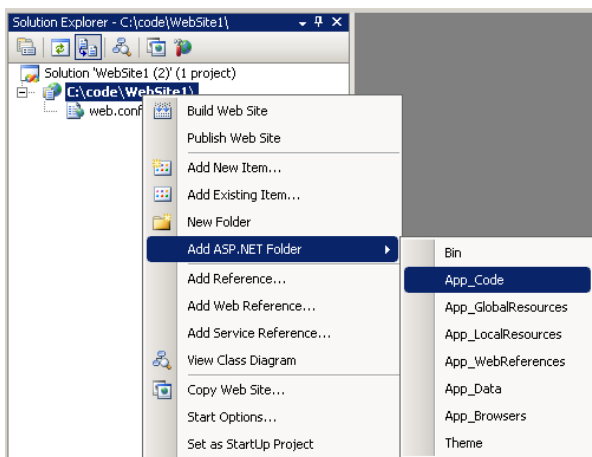 Solution Explorer - C:\code\WebSite1\
Solution 'WebSite1 (2)' (1 project)
C:\code\WebSite1\
web.conf
Build Web Site
Publish Web Site
Add New Item...
Add Existing Item...
New Folder
Add ASP.NET Folder
Add Reference...
Add Web Reference...
Add Service Reference...
View Class Diagram
Copy Web Site...
Start Options...
Set as StartUp Project
Bin
App_Code
App_GlobalResources
App_LocalResources
App_WebReferences
App_Data
App_Browsers
Theme